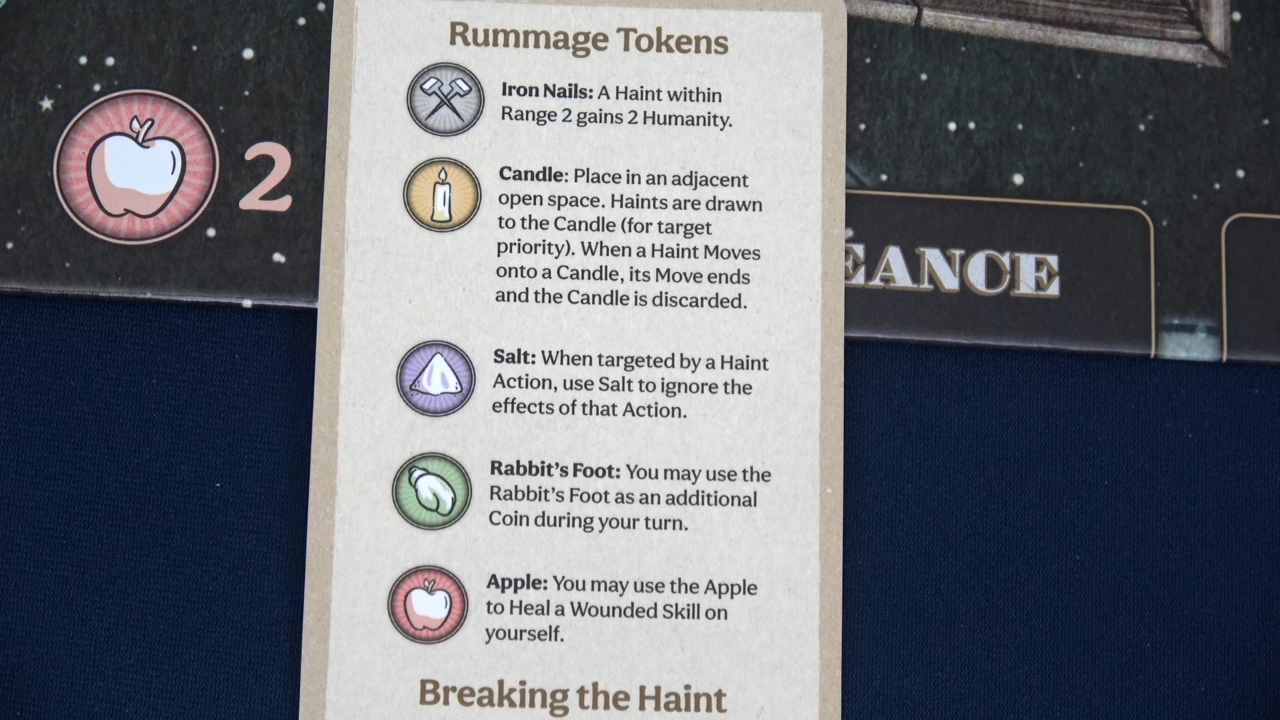 Rummage Tokens
Iron Nails: A Haint within
Range 2 gains 2 Humanity.
Candle: Place in an adjacent
open space. Haints are drawn
to the Candle (for target
priority). When a Haint Moves
onto a Candle, its Move ends
and the Candle is discarded.
Salt: When targeted by a Haint
Action, use Salt to ignore the
effects of that Action.
Rabbit's Foot: You may use the
Rabbit's Foot as an additional
Coin during your turn.
Apple: You may use the Apple
to Heal a Wounded Skill on
yourself.
Breaking the Haint
2
ÉANCE